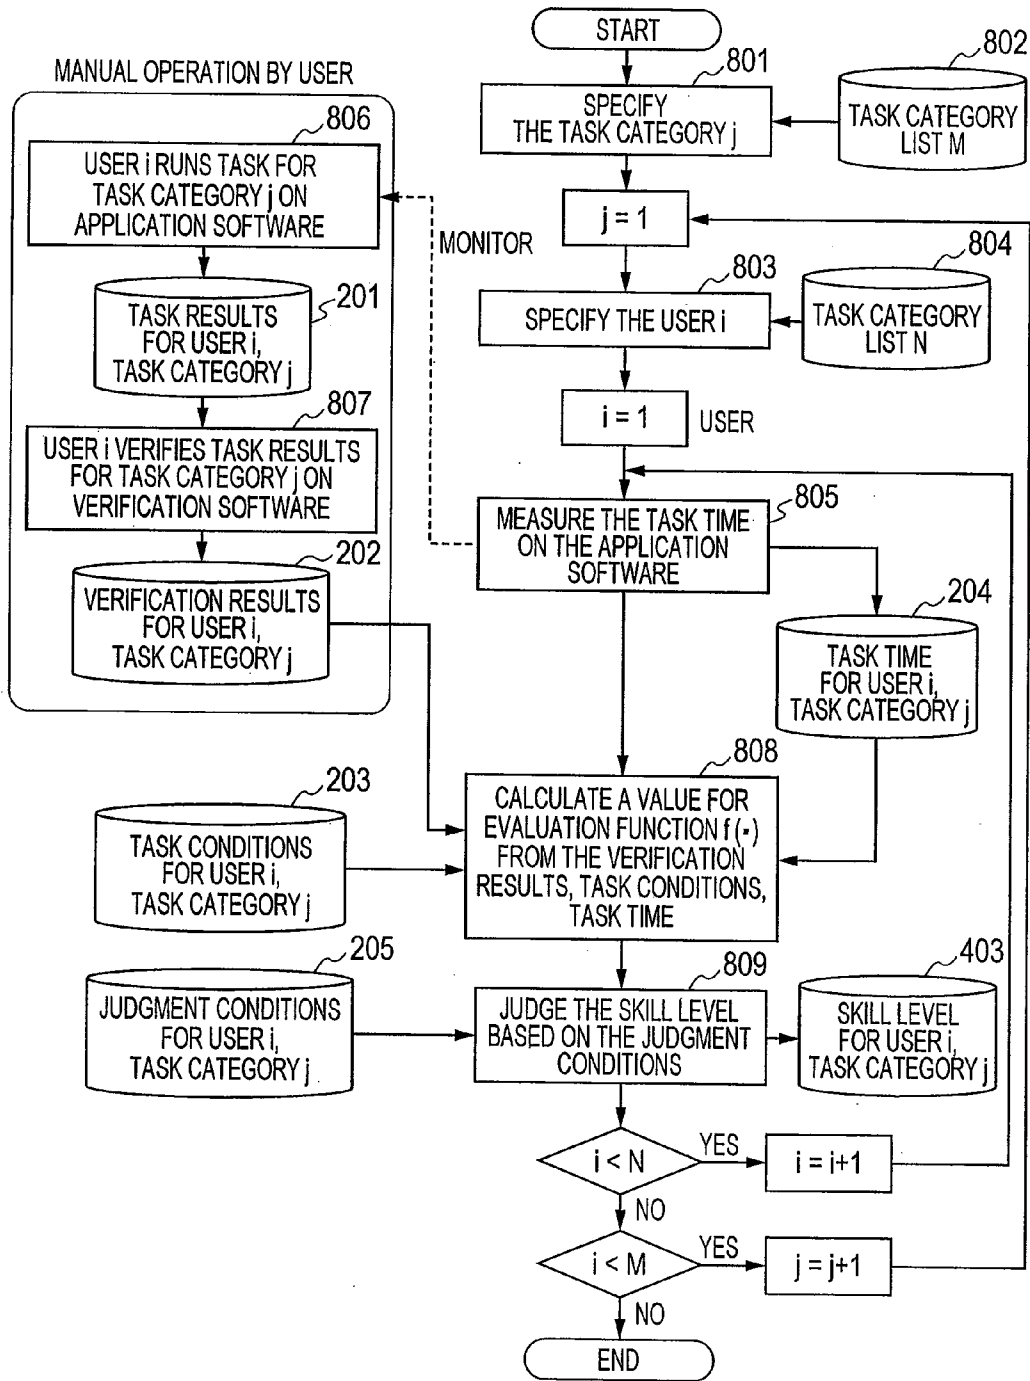 START
801
SPECIFY
THE TASK CATEGORY j
802
TASK CATEGORY
LIST M
MANUAL OPERATION BY USER
806
USER i RUNS TASK FOR
TASK CATEGORY j ON
APPLICATION SOFTWARE
MONITOR
j = 1
201
TASK RESULTS
FOR USER i,
TASK CATEGORY j
803
SPECIFY THE USER i
804
TASK CATEGORY
LIST N
807
USER i VERIFIES TASK RESULTS
FOR TASK CATEGORY j ON
VERIFICATION SOFTWARE
i = 1
USER
805
MEASURE THE TASK TIME
ON THE APPLICATION
SOFTWARE
202
VERIFICATION RESULTS
FOR USER i,
TASK CATEGORY j
204
TASK TIME
FOR USER i,
TASK CATEGORY j
808
CALCULATE A VALUE FOR
EVALUATION FUNCTION f (▪)
FROM THE VERIFICATION
RESULTS, TASK CONDITIONS,
TASK TIME
203
TASK CONDITIONS
FOR USER i,
TASK CATEGORY j
205
JUDGMENT CONDITIONS
FOR USER i,
TASK CATEGORY j
809
JUDGE THE SKILL LEVEL
BASED ON THE JUDGMENT
CONDITIONS
403
SKILL LEVEL
FOR USER i,
TASK CATEGORY j
i < N
YES
i = i+1
NO
i < M
YES
j = j+1
NO
END